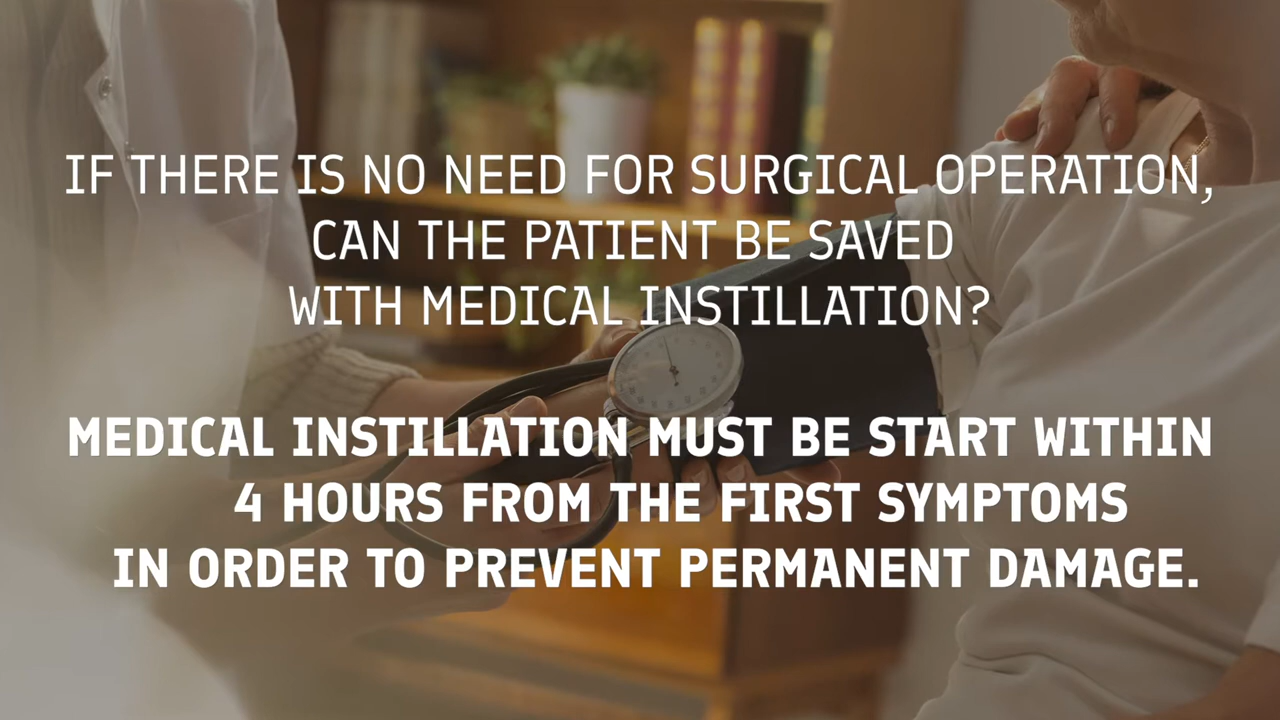 IF THERE IS NO NEED FOR SURGICAL OPERATION,
CAN THE PATIENT BE SAVED
WITH MEDICAL INSTILLATION?
MEDICAL INSTILLATION MUST BE START WITHIN
4 HOURS FROM THE FIRST SYMPTOMS
IN ORDER TO PREVENT PERMANENT DAMAGE.